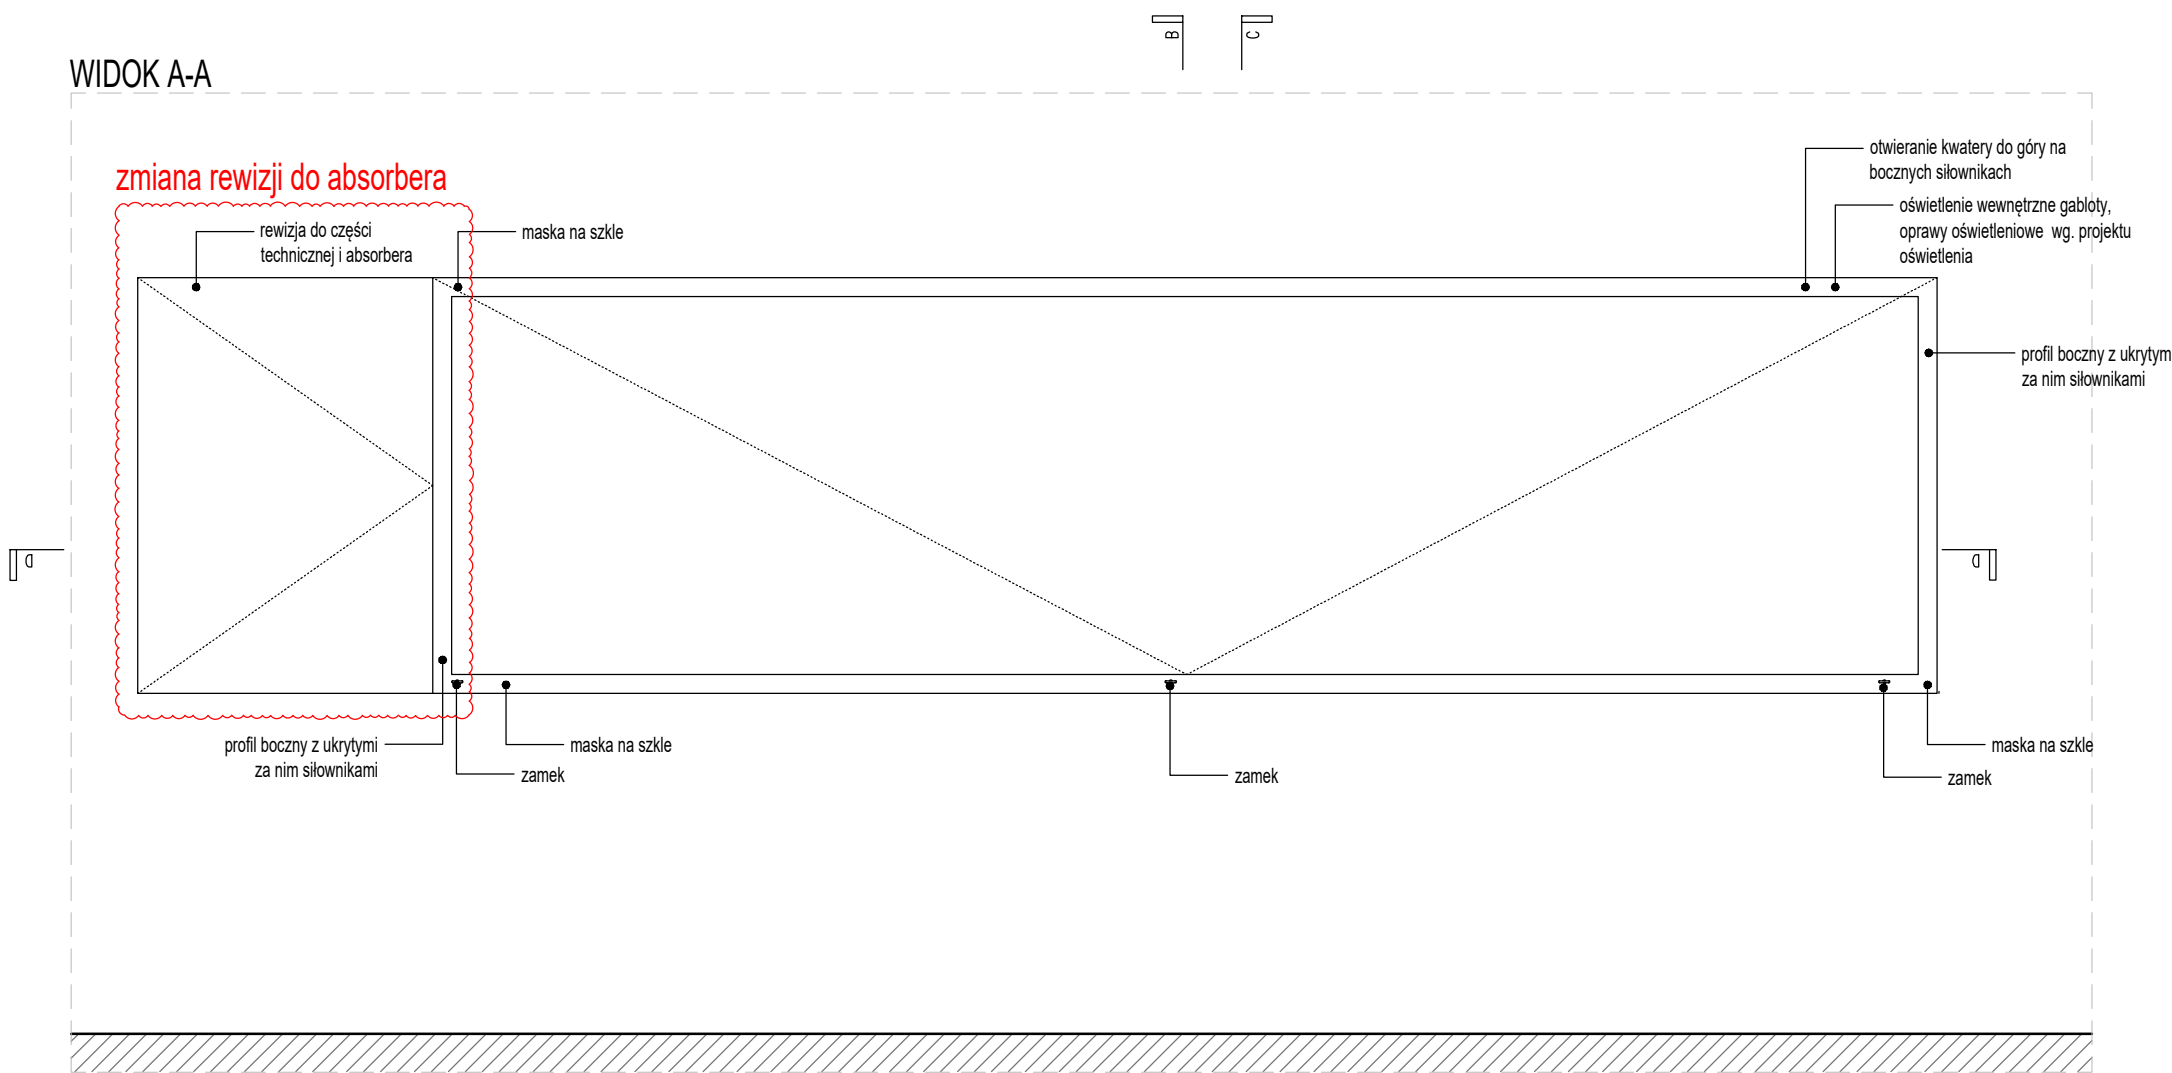 B
C
WIDOK A-A
otwieranie kwatery do góry na
bocznych siłownikach
zmiana rewizji do absorbera
oświetlenie wewnętrzne gabloty,
oprawy oświetleniowe wg. projektu
oświetlenia
rewizja do części
technicznej i absorbera
maska na szkle
profil boczny z ukrytym
za nim siłownikami
D
D
profil boczny z ukrytymi
za nim siłownikami
maska na szkle
zamek
zamek
maska na szkle
zamek